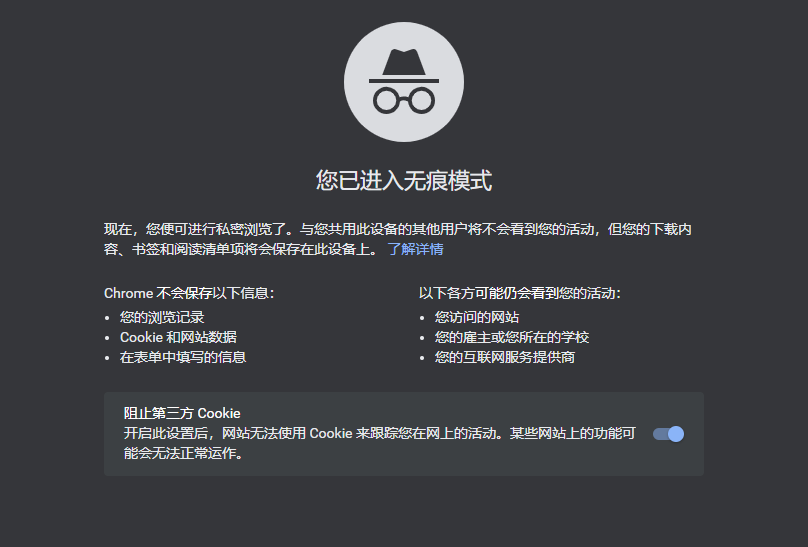 您已进入无痕模式
现在，您便可进行私密浏览了。与您共用此设备的其他用户将不会看到您的活动，但您的下载内
容、书签和阅读清单项将会保存在此设备上。 了解详情
Chrome 不会保存以下信息：
• 您的浏览记录
• Cookie 和网站数据
• 在表单中填写的信息
以下各方可能仍会看到您的活动：
• 您访问的网站
• 您的雇主或您所在的学校
• 您的互联网服务提供商
阻止第三方 Cookie
开启此设置后，网站无法使用 Cookie 来跟踪您在网上的活动。某些网站上的功能可
能会无法正常运作。